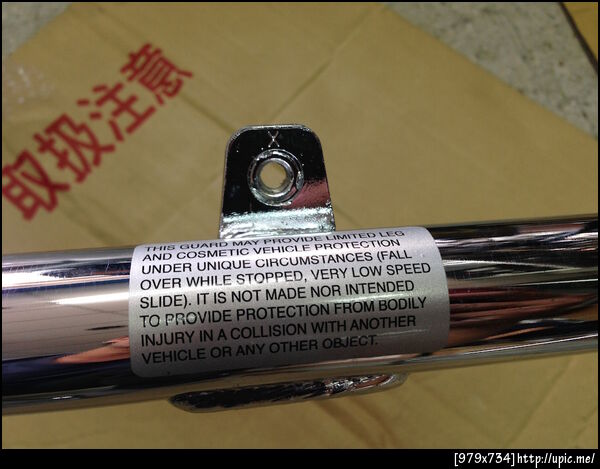 取扱注意
X
THIS GUARD MAY PROVIDE LIMITED LEG
AND COSMETIC VEHICLE PROTECTION
UNDER UNIQUE CIRCUMSTANCES (FALL
OVER WHILE STOPPED, VERY LOW SPEED
SLIDE). IT IS NOT MADE NOR INTENDED
TO PROVIDE PROTECTION FROM BODILY
INJURY IN A COLLISION WITH ANOTHER
VEHICLE OR ANY OTHER OBJECT.
[979x734]http://upic.me/